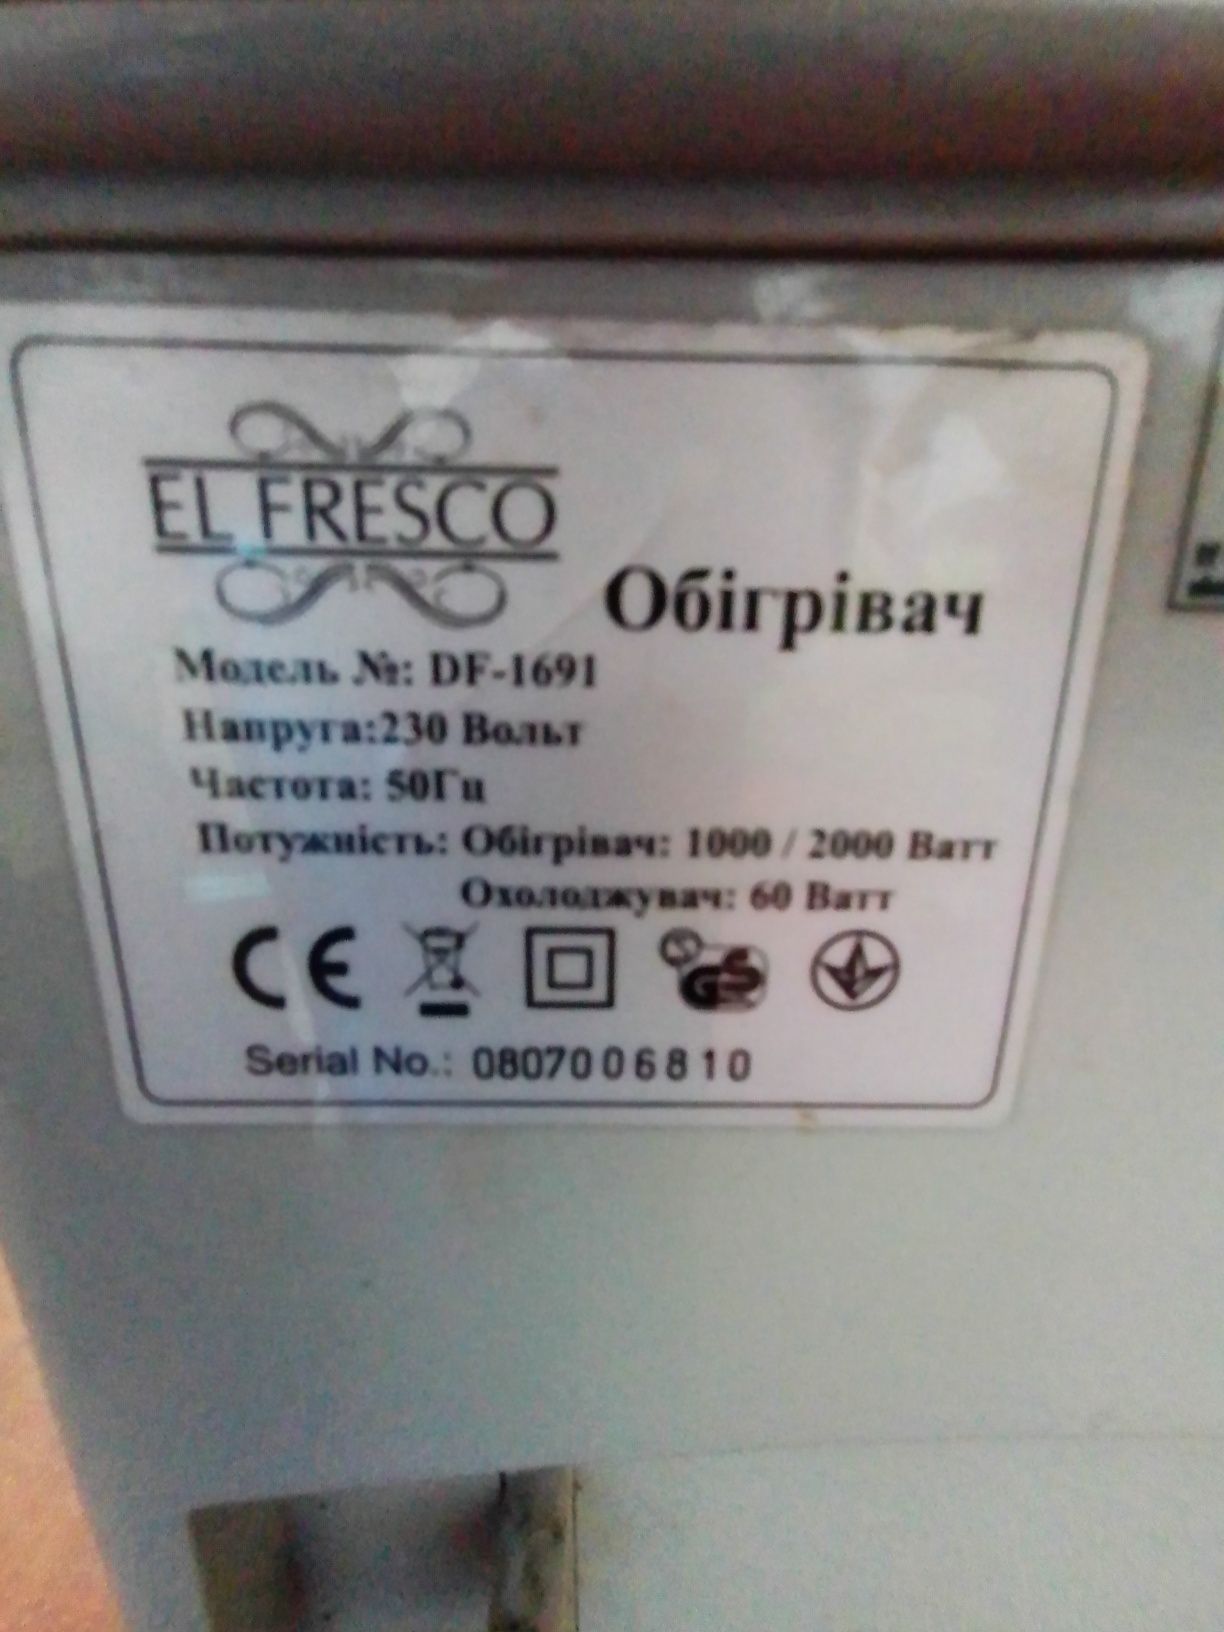 EL FRESCO
Обігрівач
Модель №: DF-1691
Напруга:230 Вольт
Частота: 50Гц
Потужність: Обігрівач: 1000 / 2000 Ватт
Охолоджувач: 60 Ватт
CE
GS
Serial No.: 0807006810